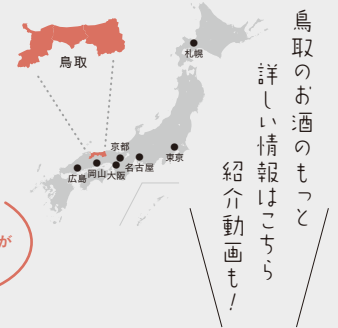 鳥取のお酒のもっと
詳しい情報はこちら
紹介動画も！
鳥取
札幌
京都
東京
名古屋
大阪
岡山
広島
が